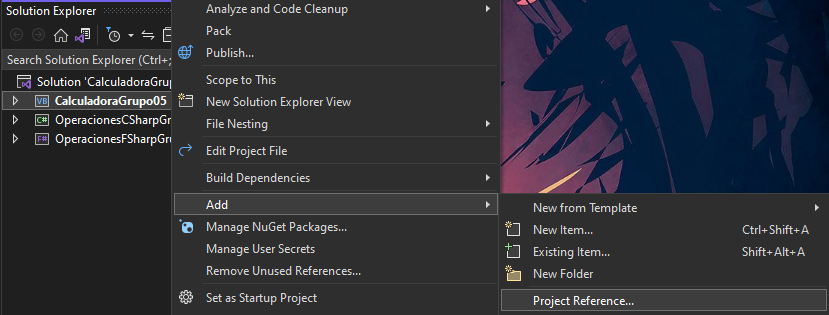 Solution Explorer
Search Solution Explorer (Ctrl+;
Solution 'CalculadoraGru
VB CalculadoraGrupo05
C# OperacionesCSharpGr
F# OperacionesFSharpGr
Analyze and Code Cleanup
Pack
Publish...
Scope to This
New Solution Explorer View
File Nesting
Edit Project File
Build Dependencies
Add
Manage NuGet Packages...
Manage User Secrets
Remove Unused References...
Set as Startup Project
New from Template
New Item... Ctrl+Shift+A
Existing Item... Shift+Alt+A
New Folder
Project Reference...